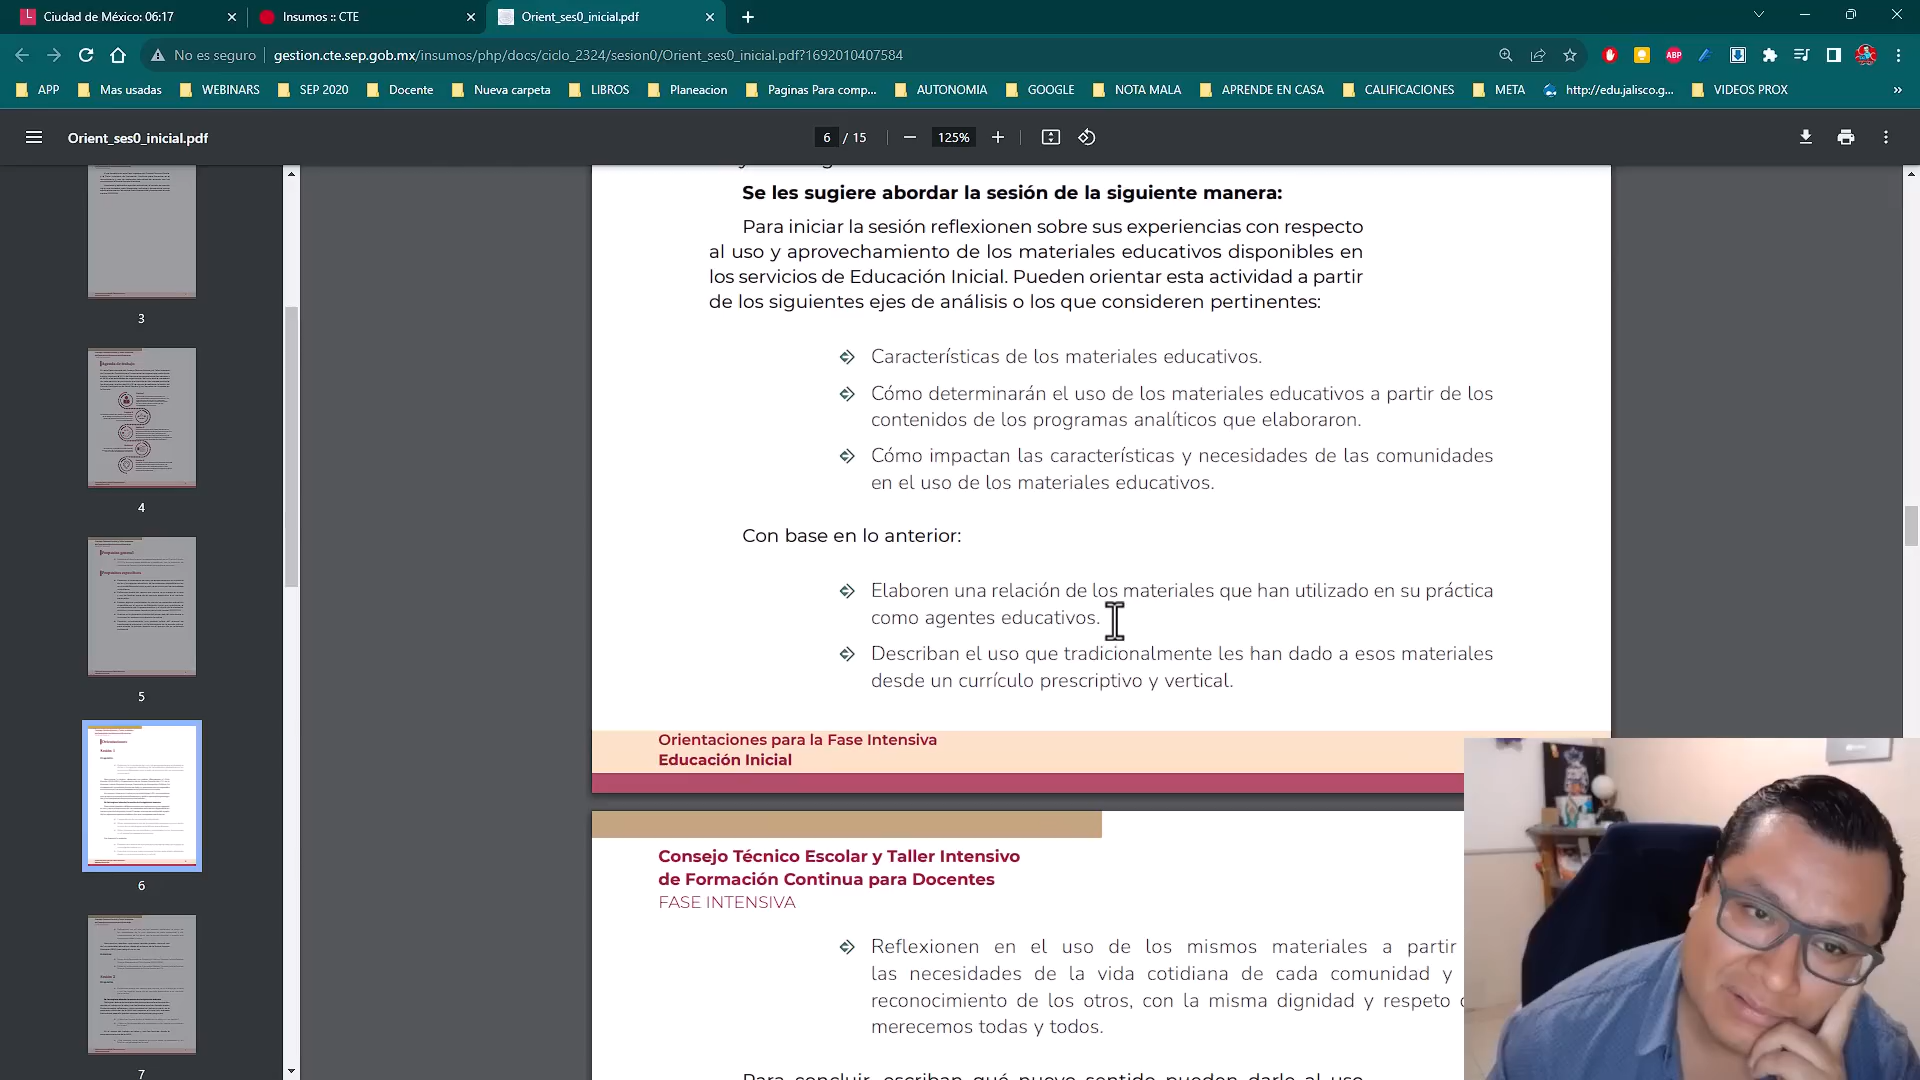 Ciudad de México: 06:17
Insumos :: CTE
Orient_ses0_inicial.pdf
No es seguro
gestion.cte.sep.gob.mx/insumos/php/docs/ciclo_2324/sesion0/Orient_ses0_inicial.pdf?1692010407584
APP
Mas usadas
WEBINARS
SEP 2020
Docente
Nueva carpeta
LIBROS
Planeacion
Paginas Para comp...
AUTONOMIA
GOOGLE
NOTA MALA
APRENDE EN CASA
CALIFICACIONES
META
http://edu.jalisco.g...
VIDEOS PROX
Orient_ses0_inicial.pdf
6 / 15
125%
3
4
5
6
7
Se les sugiere abordar la sesión de la siguiente manera:
Para iniciar la sesión reflexionen sobre sus experiencias con respecto
al uso y aprovechamiento de los materiales educativos disponibles en
los servicios de Educación Inicial. Pueden orientar esta actividad a partir
de los siguientes ejes de análisis o los que consideren pertinentes:
Características de los materiales educativos.
Cómo determinarán el uso de los materiales educativos a partir de los
contenidos de los programas analíticos que elaboraron.
Cómo impactan las características y necesidades de las comunidades
en el uso de los materiales educativos.
Con base en lo anterior:
Elaboren una relación de los materiales que han utilizado en su práctica
como agentes educativos.
Describan el uso que tradicionalmente les han dado a esos materiales
desde un currículo prescriptivo y vertical.
Orientaciones para la Fase Intensiva
Educación Inicial
Consejo Técnico Escolar y Taller Intensivo
de Formación Continua para Docentes
FASE INTENSIVA
Reflexionen en el uso de los mismos materiales a partir
las necesidades de la vida cotidiana de cada comunidad y
reconocimiento de los otros, con la misma dignidad y respeto
merecemos todas y todos.
Para concluir, escriban qué nuevo sentido pueden darle al uso